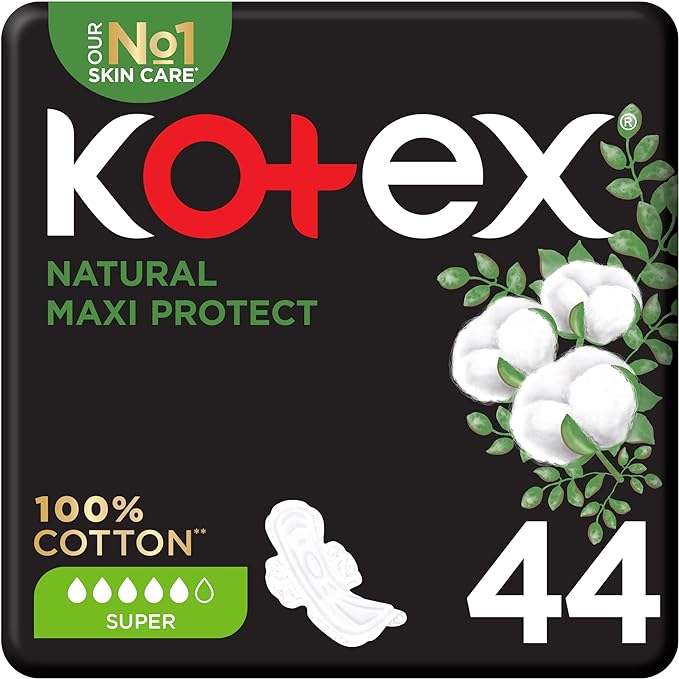 OUR
No1
SKIN CARE*
Kotex®
NATURAL
MAXI PROTECT
100%
COTTON**
SUPER
44